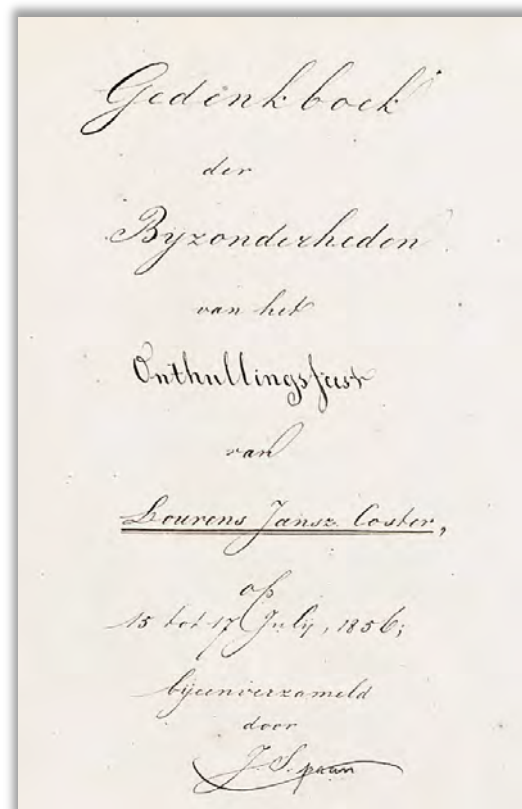 Gedenkboek
der
Byzonderheden
van het
Onthullingsfeest
van
Lourens Jansz. Coster,
op
15 tot 17 July, 1856;
bijeenverzameld
door
J. Spaan